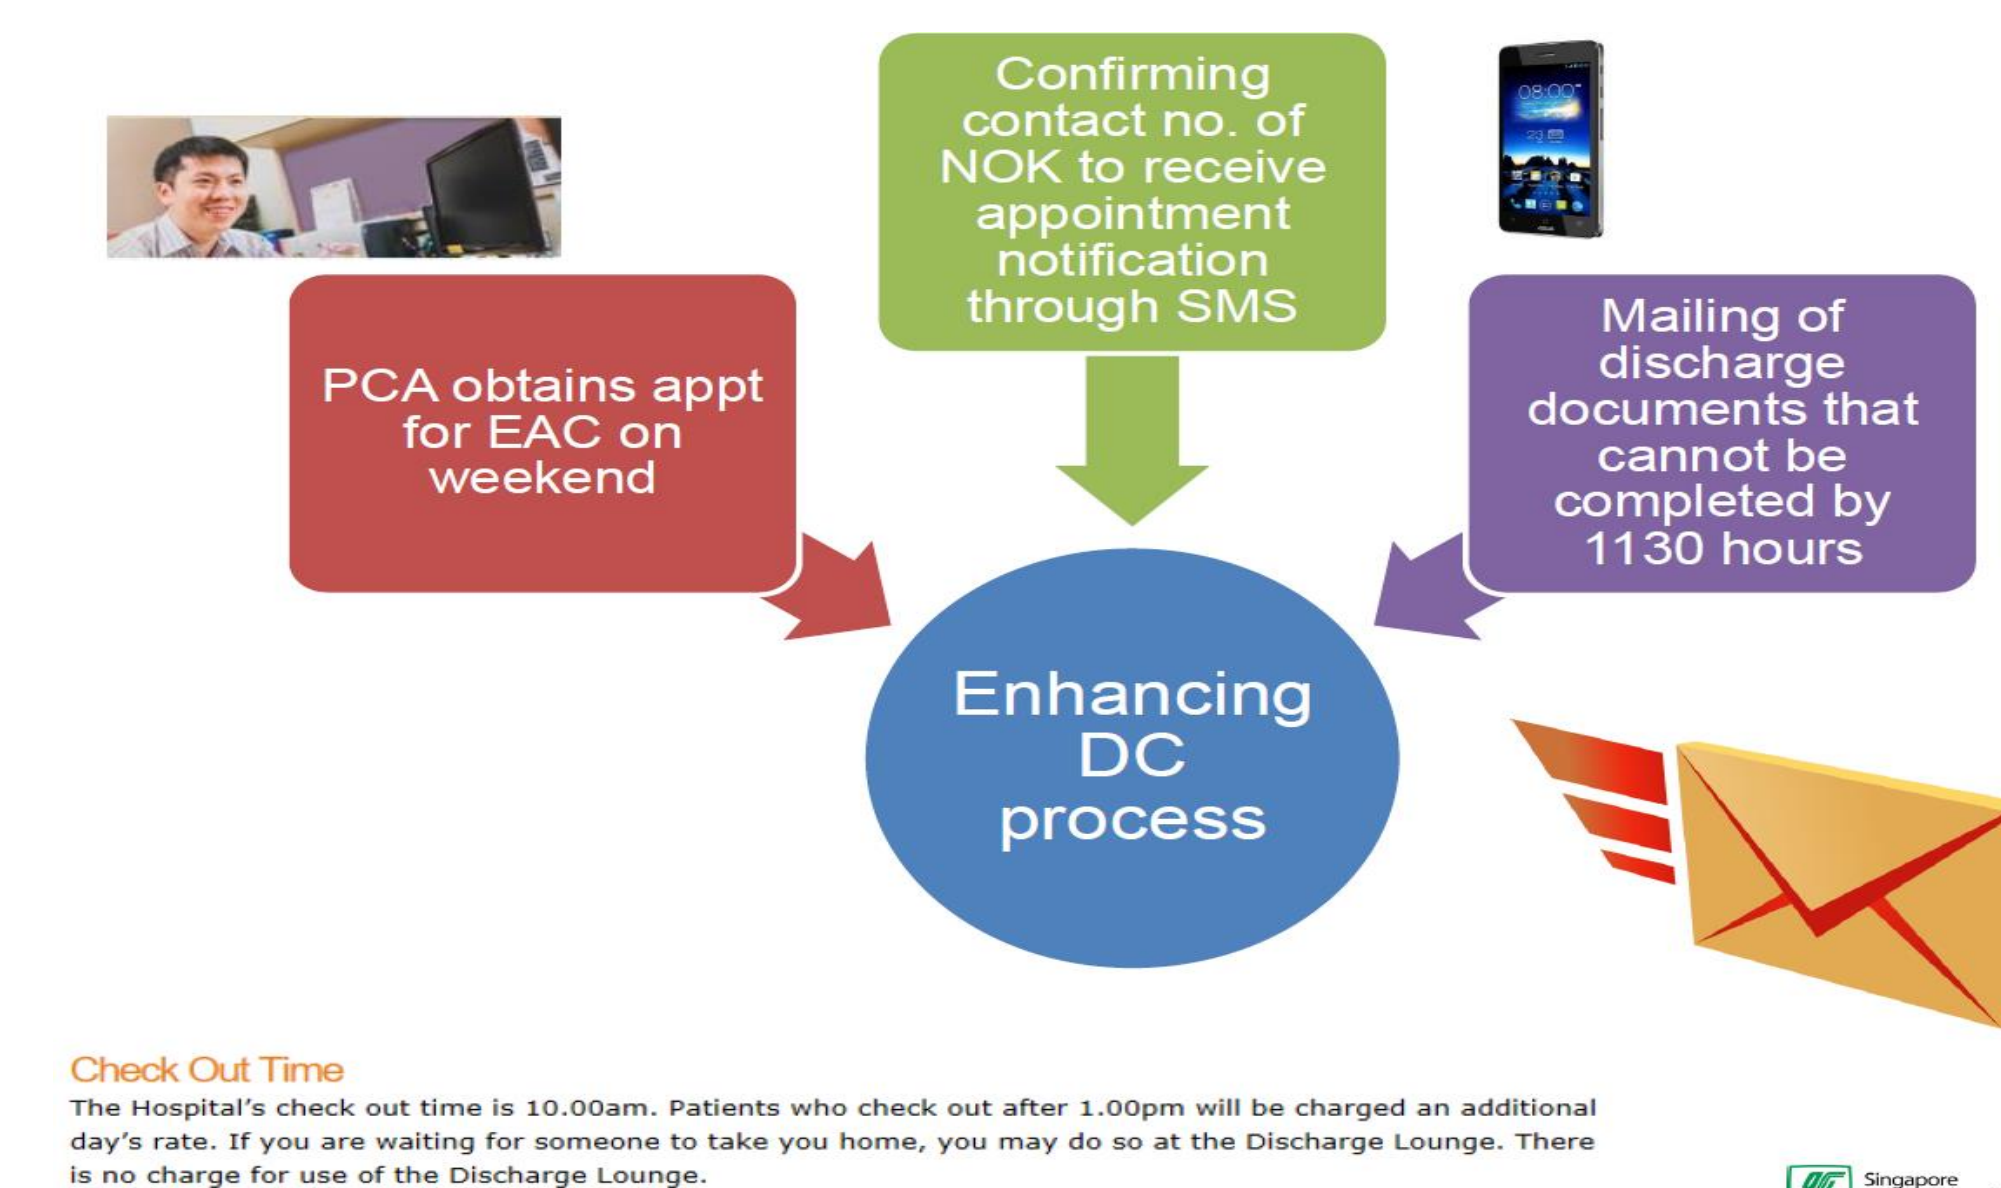 Confirming
contact no. of
NOK to receive
appointment
notification
through SMS
08:00
PCA obtains appt
for EAC on
weekend
Mailing of
discharge
documents that
cannot be
completed by
1130 hours
Enhancing
DC
process
Check Out Time
The Hospital's check out time is 10.00am. Patients who check out after 1.00pm will be charged an additional
day's rate. If you are waiting for someone to take you home, you may do so at the Discharge Lounge. There
is no charge for use of the Discharge Lounge.
Singapore